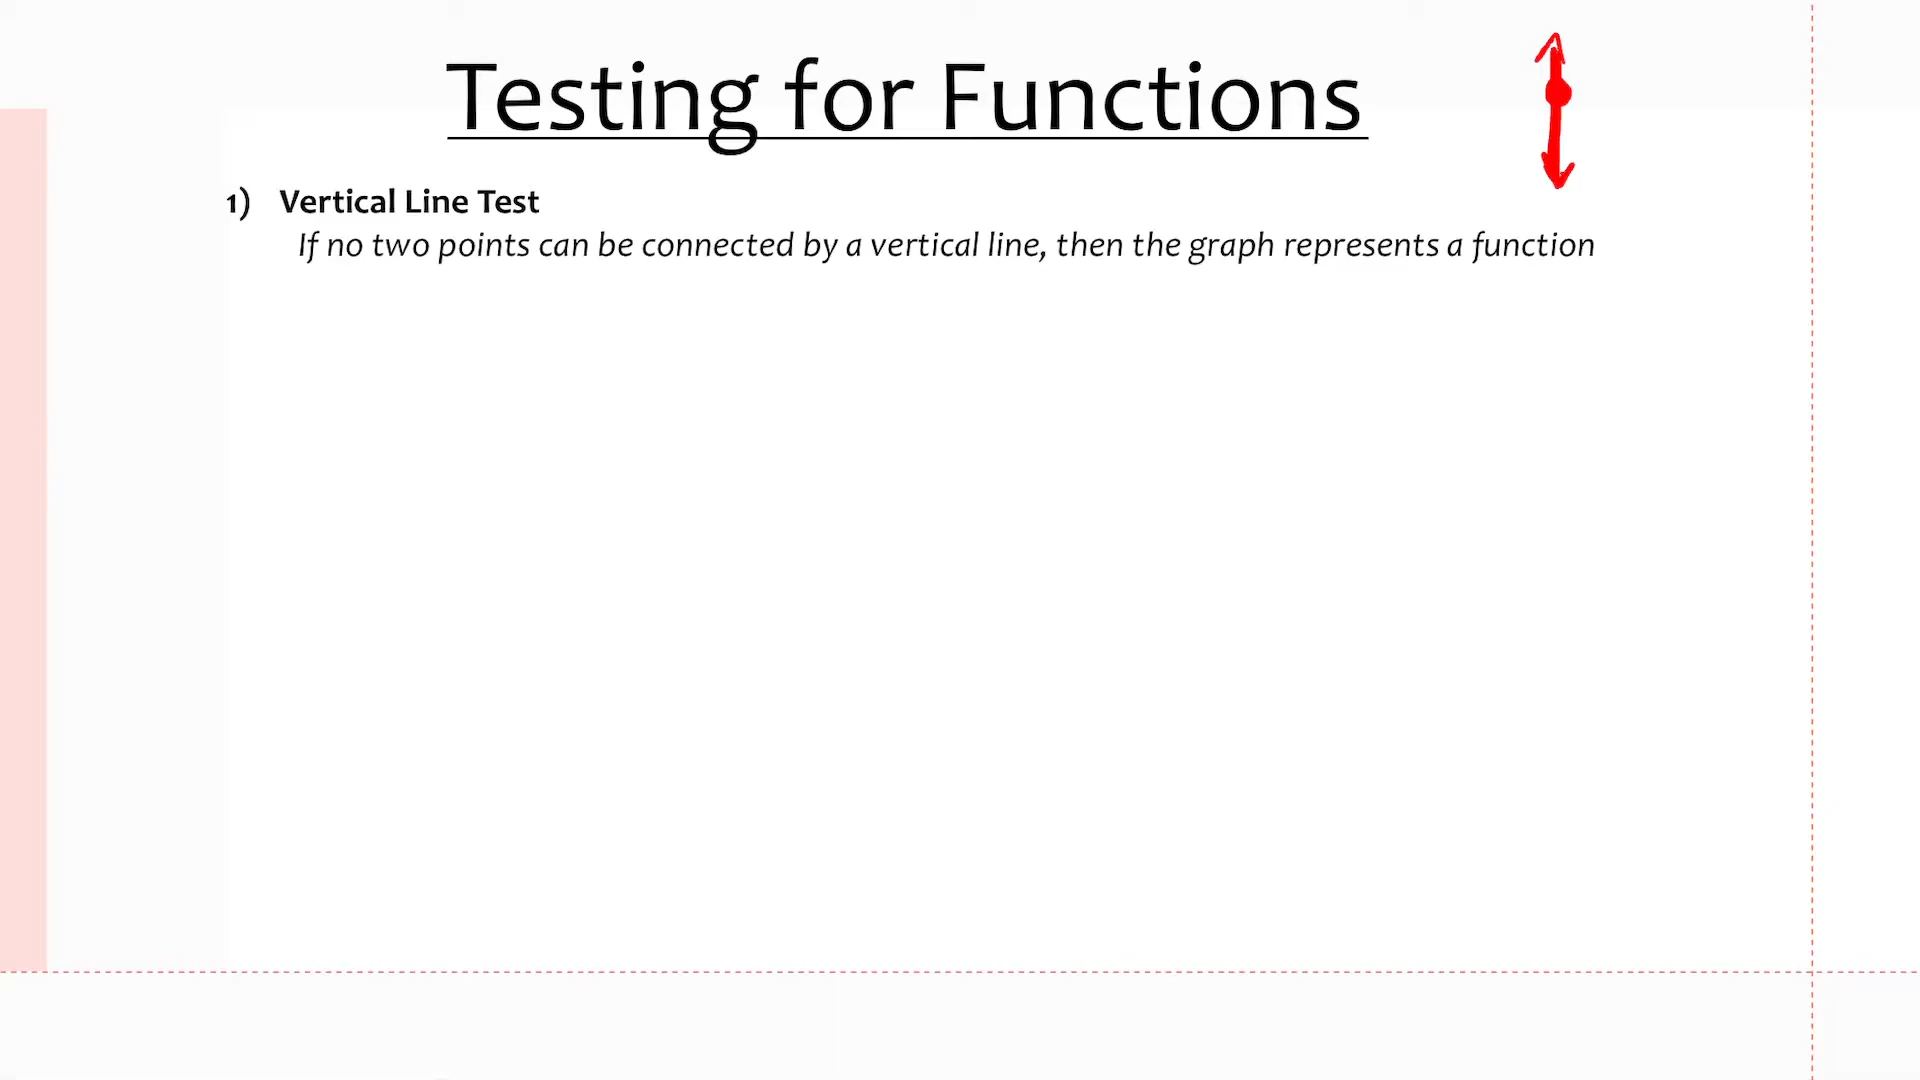 Testing for Functions
1) Vertical Line Test
If no two points can be connected by a vertical line, then the graph represents a function